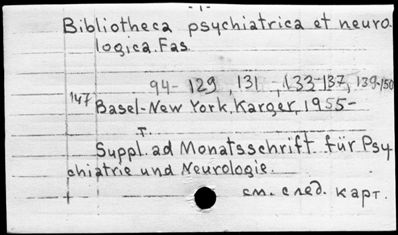 - 1 -
Bibliotheca psychiatrica et neuro-
logica. Fas.
94-129, 131-133-137, 139-150
147
Basel-New York, Karger, 1955-
T.
Suppl. ad Monatsschrift für Psy
chiatrie und Neurologie.
см. след. карт.